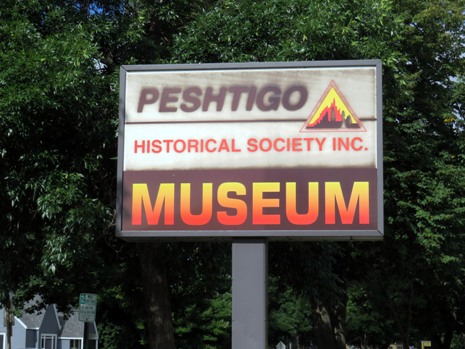 PESHTIGO
HISTORICAL SOCIETY INC.
MUSEUM